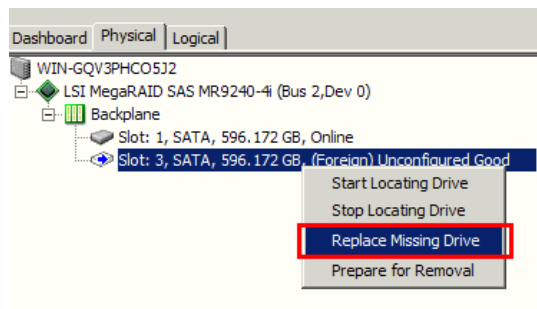 Dashboard Physical Logical
WIN-GQV3PHCO5J2
LSI MegaRAID SAS MR9240-4i (Bus 2,Dev 0)
Backplane
Slot: 1, SATA, 596.172 GB, Online
Slot: 3, SATA, 596.172 GB, (Foreign) Unconfigured Good
Start Locating Drive
Stop Locating Drive
Replace Missing Drive
Prepare for Removal